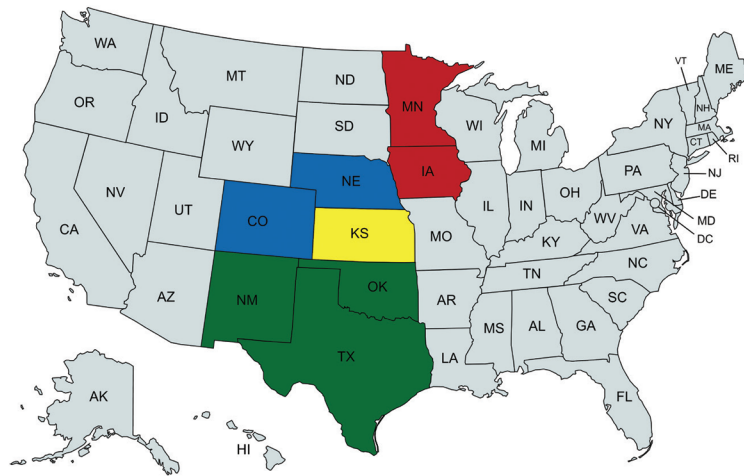 WA
MT
ND
MN
OR
ID
WY
SD
WI
MI
NY
VT
NH
ME
MA
CT
RI
NV
UT
CO
NE
IA
IL
IN
OH
PA
NJ
DE
MD
DC
CA
AZ
NM
KS
OK
TX
MO
AR
LA
KY
WV
VA
TN
NC
SC
MS
AL
GA
FL
AK
HI